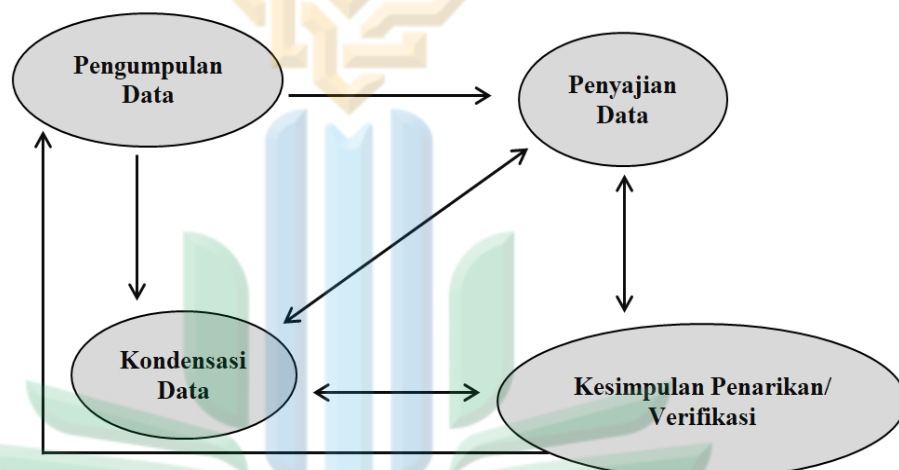 Pengumpulan
Data
Penyajian
Data
Kondensasi
Data
Kesimpulan Penarikan/
Verifikasi